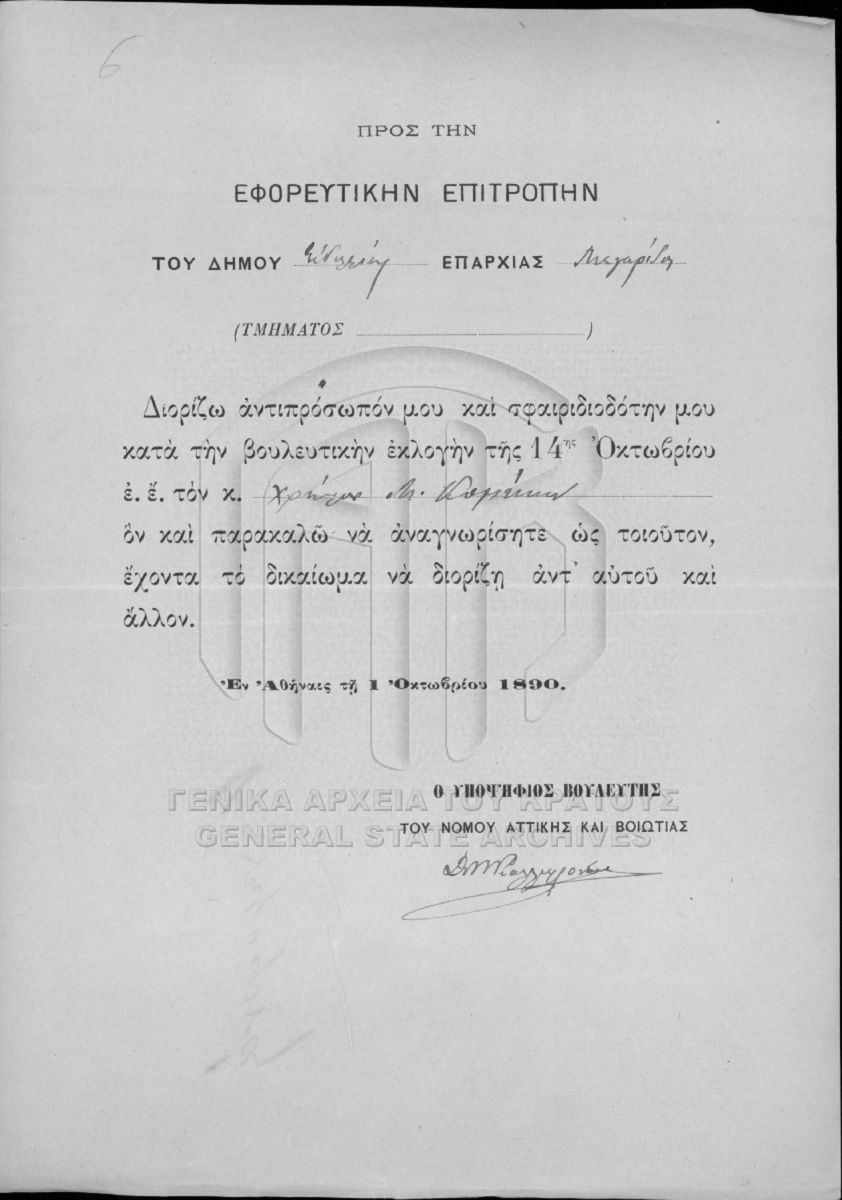 6
ΠΡΟΣ ΤΗΝ
ΕΦΟΡΕΥΤΙΚΗΝ ΕΠΙΤΡΟΠΗΝ
ΤΟΥ ΔΗΜΟΥ ΕΠΑΡΧΙΑΣ Μεγαρίδος
(ΤΜΗΜΑΤΟΣ )
Διορίζω ἀντιπρόσωπόν μου καὶ σφαιριδιοδότην μου
κατὰ τὴν βουλευτικὴν ἐκλογὴν τῆς 14ης Ὀκτωβρίου
ἐ. ἔ. τὸν κ. Χρῆστον Μ.
ὃν καὶ παρακαλῶ νὰ ἀναγνωρίσητε ὡς τοιοῦτον,
ἔχοντα τὸ δικαίωμα νὰ διορίζῃ ἀντ' αὐτοῦ καὶ
ἄλλον.
Ἐν Ἀθήναις τῇ 1 Ὀκτωβρίου 1890.
Ο ΥΠΟΨΗΦΙΟΣ ΒΟΥΛΕΥΤΗΣ
ΓΕΝΙΚΑ ΑΡΧΕΙΑ ΤΟΥ ΚΡΑΤΟΥΣ
ΤΟΥ ΝΟΜΟΥ ΑΤΤΙΚΗΣ ΚΑΙ ΒΟΙΩΤΙΑΣ
GENERAL STATE ARCHIVES